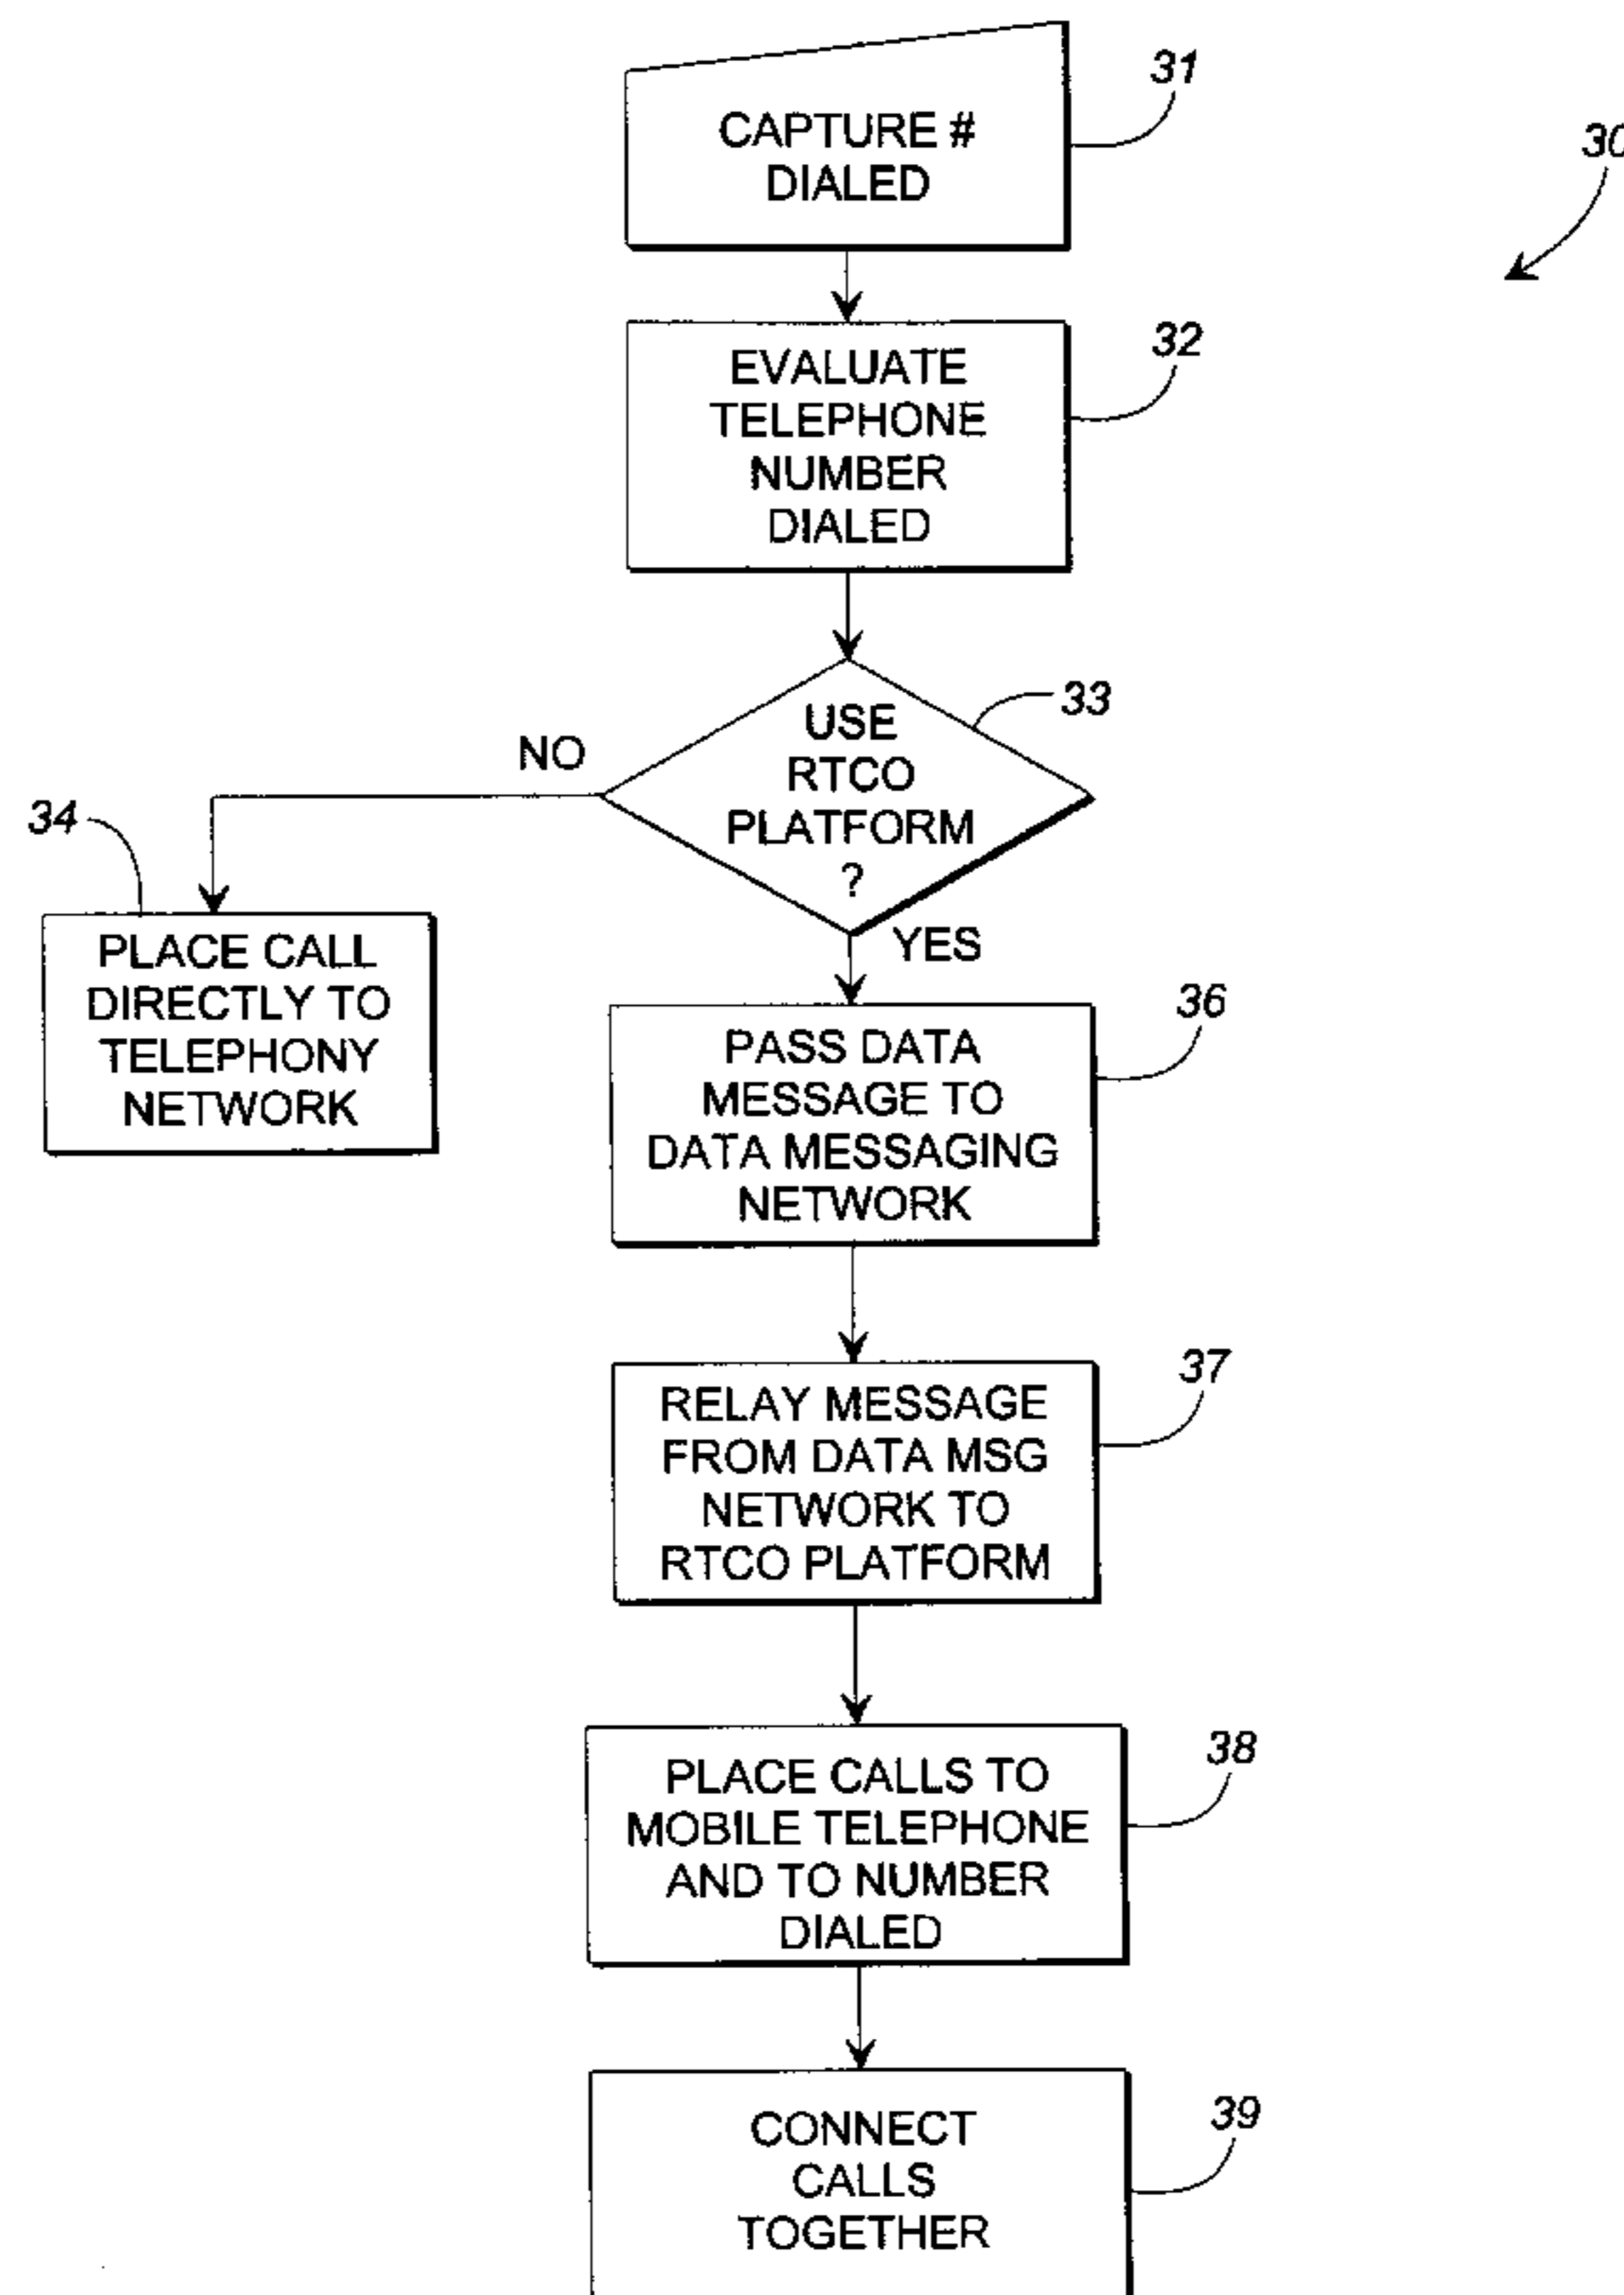 31
CAPTURE #
DIALED
30
32
EVALUATE
TELEPHONE
NUMBER
DIALED
33
USE
RTCO
PLATFORM
?
NO
YES
34
PLACE CALL
DIRECTLY TO
TELEPHONY
NETWORK
36
PASS DATA
MESSAGE TO
DATA MESSAGING
NETWORK
37
RELAY MESSAGE
FROM DATA MSG
NETWORK TO
RTCO PLATFORM
38
PLACE CALLS TO
MOBILE TELEPHONE
AND TO NUMBER
DIALED
39
CONNECT
CALLS
TOGETHER